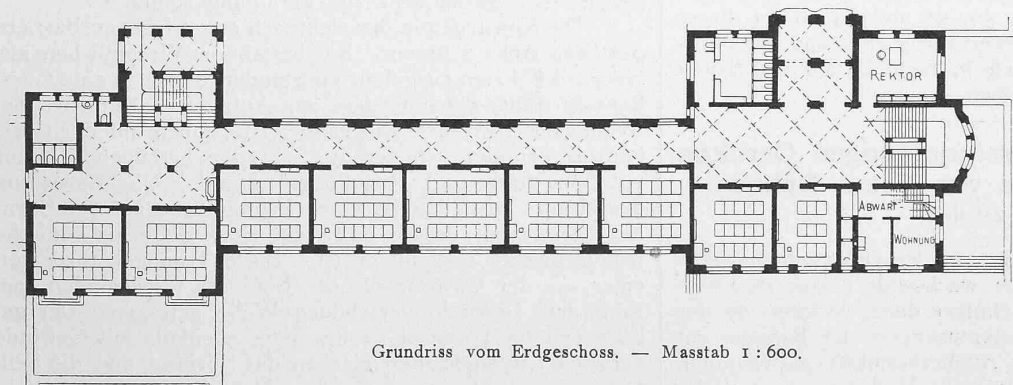 REKTOR
ABWART-
WOHNUNG
Grundriss vom Erdgeschoss. — Masstab 1 : 600.